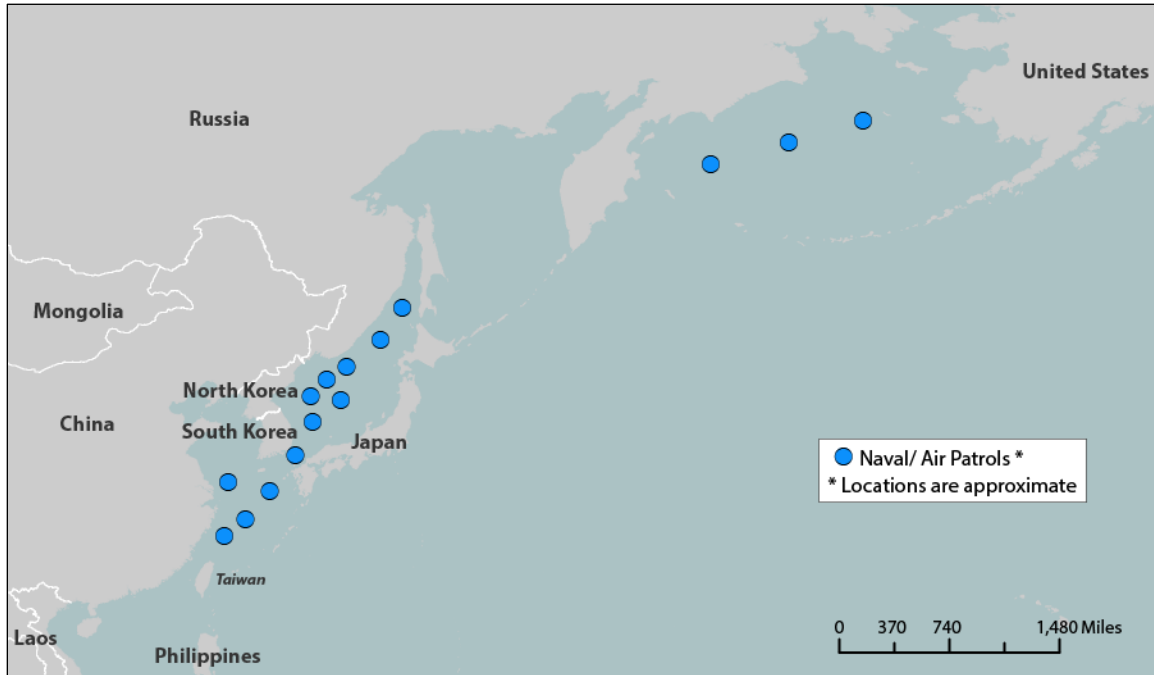 United States
Russia
Mongolia
North Korea
China
South Korea
Japan
Naval/ Air Patrols *
* Locations are approximate
Taiwan
0 370 740 1,480 Miles
Laos
Philippines